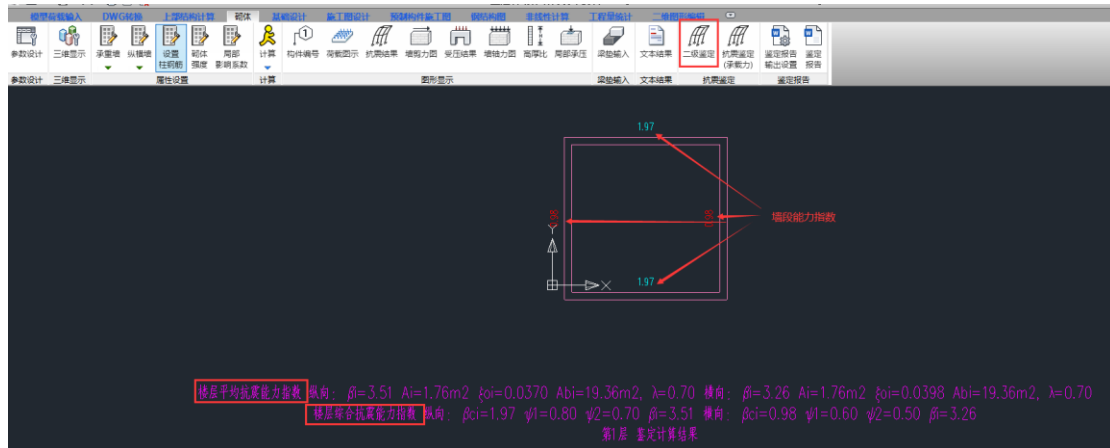 模型荷载输入 DWG转换 上部结构计算 砌体 基础设计 施工图设计 预制构件施工图 钢结构图 非线性计算 工程量统计 二维图形编辑
参数设计 三维显示 承重墙 纵横墙 设置柱钢筋 砌体强度 局部影响系数 计算 构件编号 荷载图示 抗震结果 墙剪力图 受压结果 墙轴力图 高厚比 局部承压 梁垫输入 文本结果 二级鉴定 抗震鉴定(承载力) 鉴定报告输出设置 鉴定报告
参数设计 三维显示 属性设置 计算 图形显示 梁垫输入 文本结果 抗震鉴定 鉴定报告
1.97
0.98
0.98
墙段能力指数
Y
1.97
X
楼层平均抗震能力指数 纵向: βi=3.51 Ai=1.76m2 ξoi=0.0370 Abi=19.36m2, λ=0.70 横向: βi=3.26 Ai=1.76m2 ξoi=0.0398 Abi=19.36m2, λ=0.70
楼层综合抗震能力指数 纵向: βci=1.97 ψ1=0.80 ψ2=0.70 βi=3.51 横向: βci=0.98 ψ1=0.60 ψ2=0.50 βi=3.26
第1层 鉴定计算结果